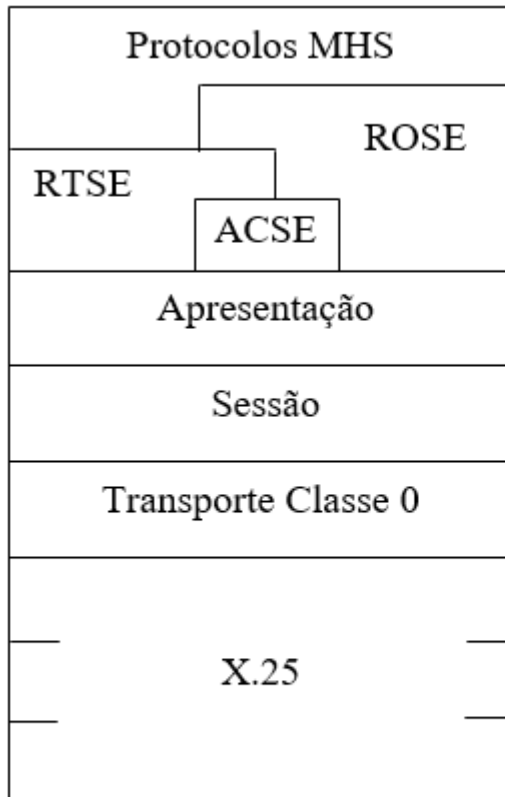 Protocolos MHS
ROSE
RTSE
ACSE
Apresentação
Sessão
Transporte Classe 0
X.25